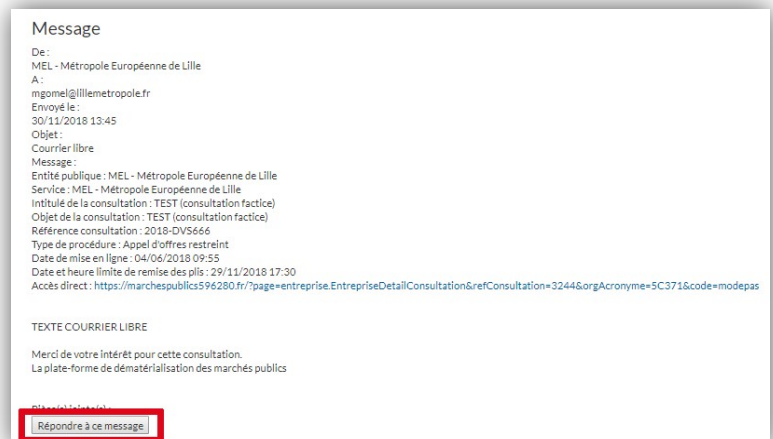 Message
De :
MEL - Métropole Européenne de Lille
A :
mgomel@lillemetropole.fr
Envoyé le :
30/11/2018 13:45
Objet :
Courrier libre
Message :
Entité publique : MEL - Métropole Européenne de Lille
Service : MEL - Métropole Européenne de Lille
Intitulé de la consultation : TEST (consultation factice)
Objet de la consultation : TEST (consultation factice)
Référence consultation : 2018-DVS666
Type de procédure : Appel d'offres restreint
Date de mise en ligne : 04/06/2018 09:55
Date et heure limite de remise des plis : 29/11/2018 17:30
Accès direct : https://marchespublics596280.fr/?page=entreprise.EntrepriseDetailConsultation&refConsultation=3244&orgAcronyme=5C371&code=modepas
TEXTE COURRIER LIBRE
Merci de votre intérêt pour cette consultation.
La plate-forme de dématérialisation des marchés publics
Répondre à ce message